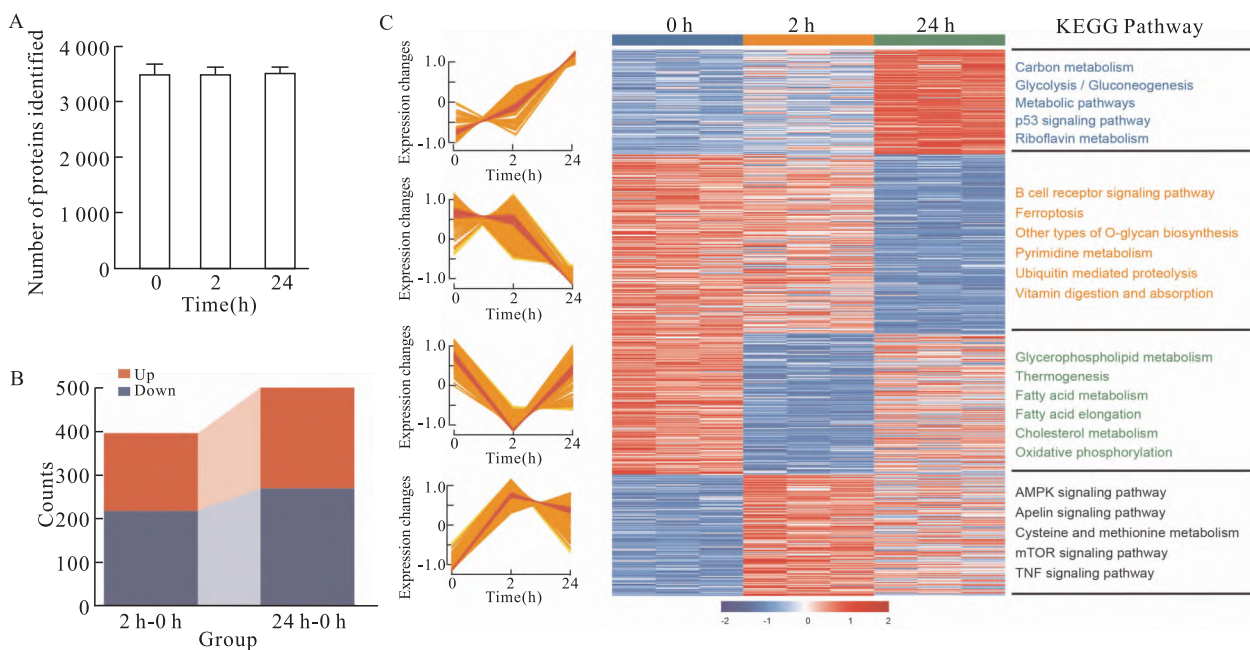 A
Number of proteins identified
4 000
3 000
2 000
1 000
0
0 2 24
Time(h)
B
Up
Down
Counts
500
400
300
200
100
0
2 h-0 h 24 h-0 h
Group
C
Expression changes
1.0
0
-1.0
0 2 24
Time(h)
Expression changes
1.0
0
-1.0
0 2 24
Time(h)
Expression changes
1.0
0
-1.0
0 2 24
Time(h)
Expression changes
1.0
0
-1.0
0 2 24
Time(h)
0 h 2 h 24 h
-2 -1 0 1 2
KEGG Pathway
Carbon metabolism
Glycolysis / Gluconeogenesis
Metabolic pathways
p53 signaling pathway
Riboflavin metabolism
B cell receptor signaling pathway
Ferroptosis
Other types of O-glycan biosynthesis
Pyrimidine metabolism
Ubiquitin mediated proteolysis
Vitamin digestion and absorption
Glycerophospholipid metabolism
Thermogenesis
Fatty acid metabolism
Fatty acid elongation
Cholesterol metabolism
Oxidative phosphorylation
AMPK signaling pathway
Apelin signaling pathway
Cysteine and methionine metabolism
mTOR signaling pathway
TNF signaling pathway